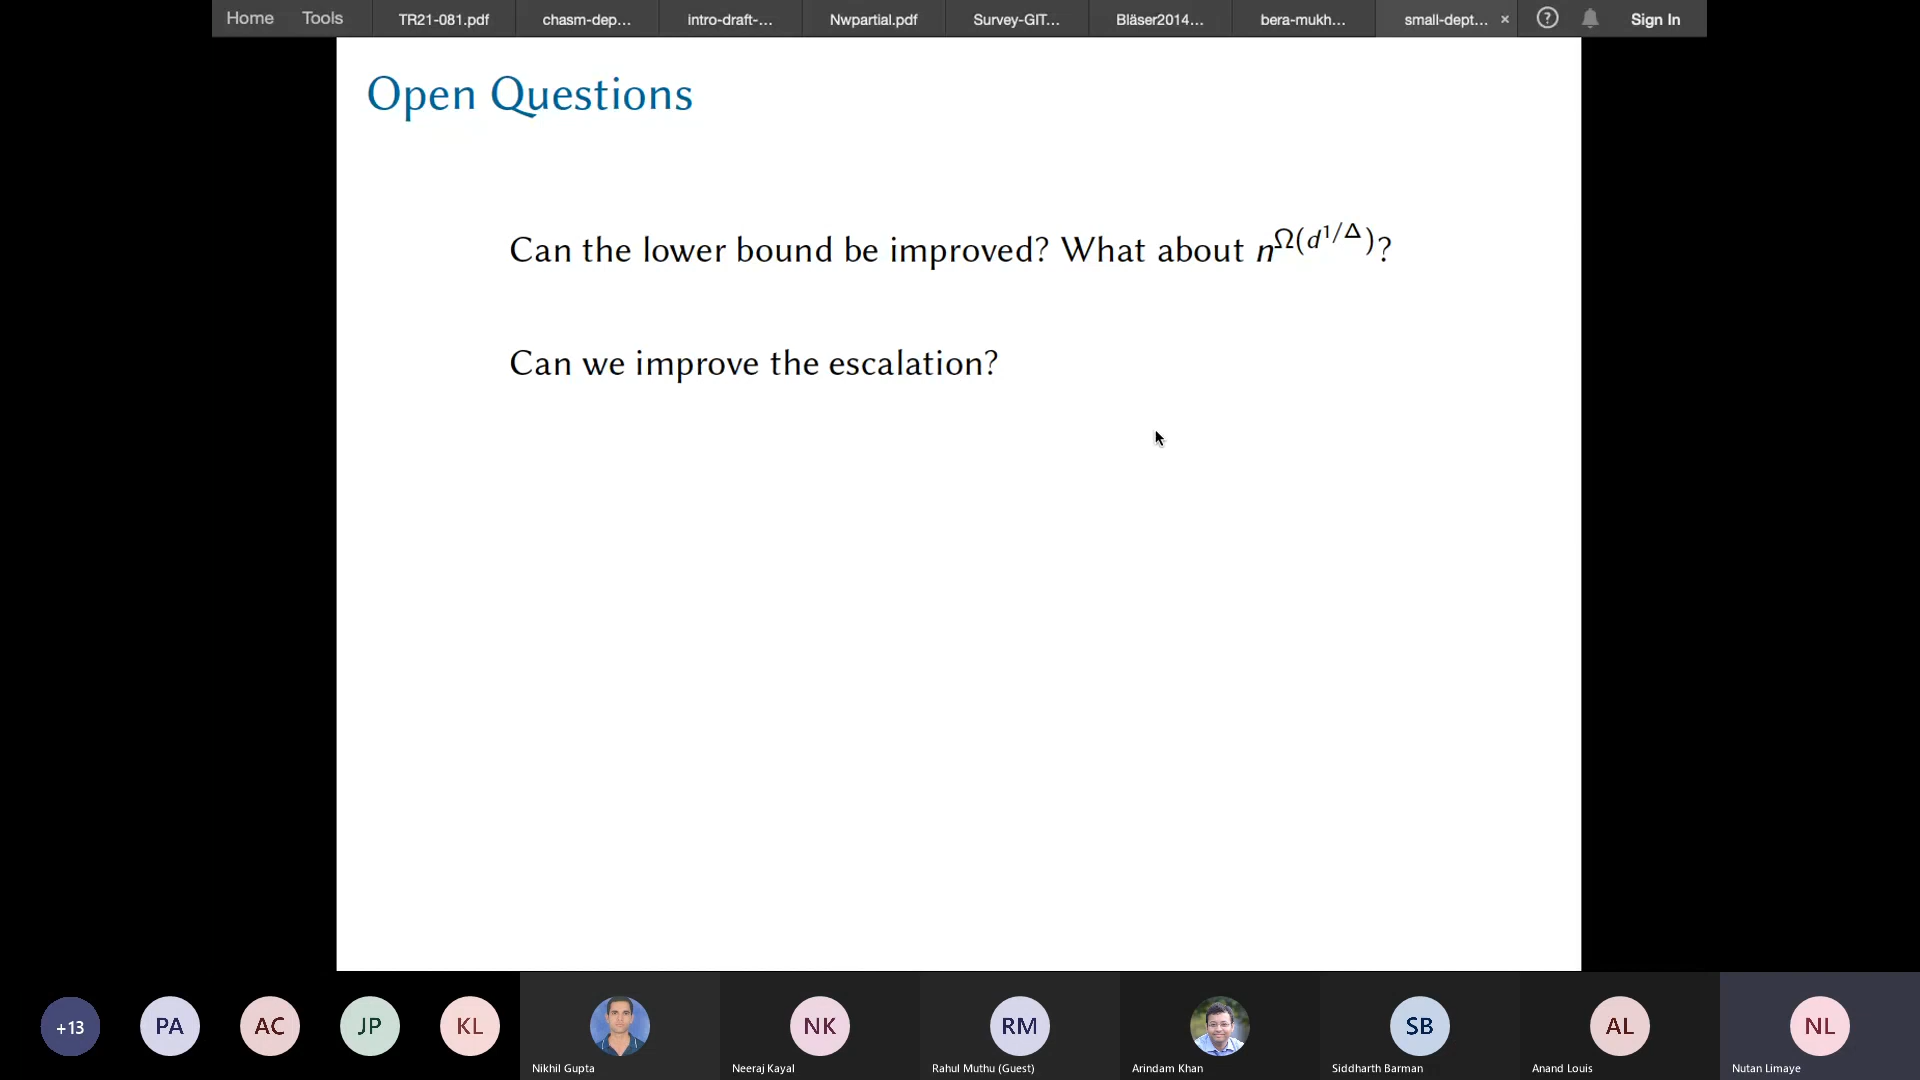 Home Tools TR21-081.pdf chasm-dep... intro-draft-... Nwpartial.pdf Survey-GIT... Bläser2014... bera-mukh... small-dept... × ? Sign In
Open Questions
Can the lower bound be improved? What about n^Ω(d^1/Δ)?
Can we improve the escalation?
+13 PA AC JP KL NK RM SB AL NL
Nikhil Gupta Neeraj Kayal Rahul Muthu (Guest) Arindam Khan Siddharth Barman Anand Louis Nutan Limaye